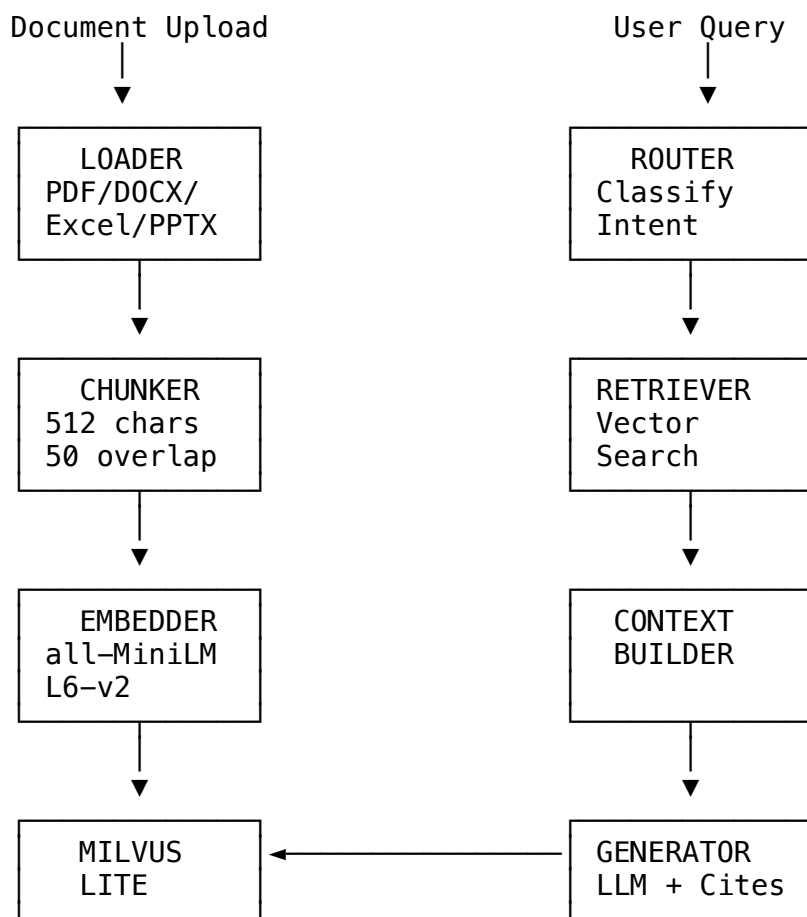 Document Upload
User Query
LOADER
PDF/DOCX/
Excel/PPTX
ROUTER
Classify
Intent
CHUNKER
512 chars
50 overlap
RETRIEVER
Vector
Search
EMBEDDER
all-MiniLM
L6-v2
CONTEXT
BUILDER
MILVUS
LITE
GENERATOR
LLM + Cites